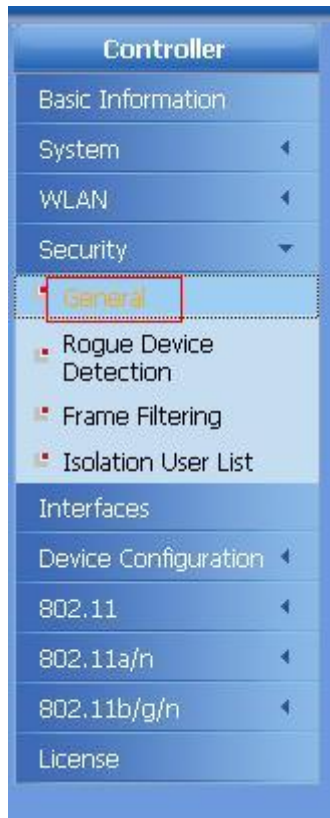 Controller
Basic Information
System
WLAN
Security
General
Rogue Device
Detection
Frame Filtering
Isolation User List
Interfaces
Device Configuration
802.11
802.11a/n
802.11b/g/n
License